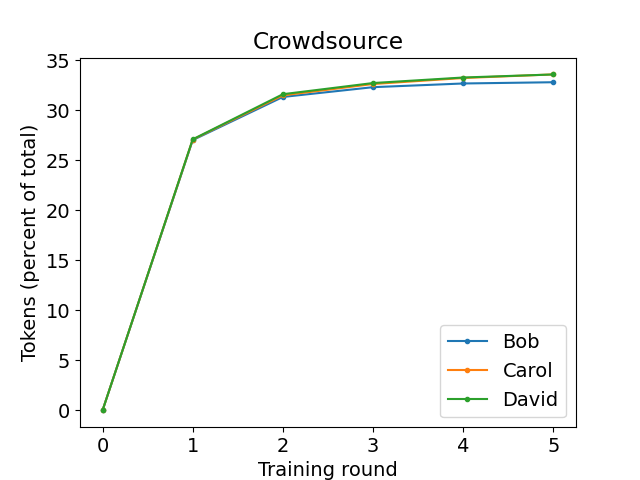 Crowdsource
Tokens (percent of total)
35
30
25
20
15
10
5
0
Bob
Carol
David
0 1 2 3 4 5
Training round